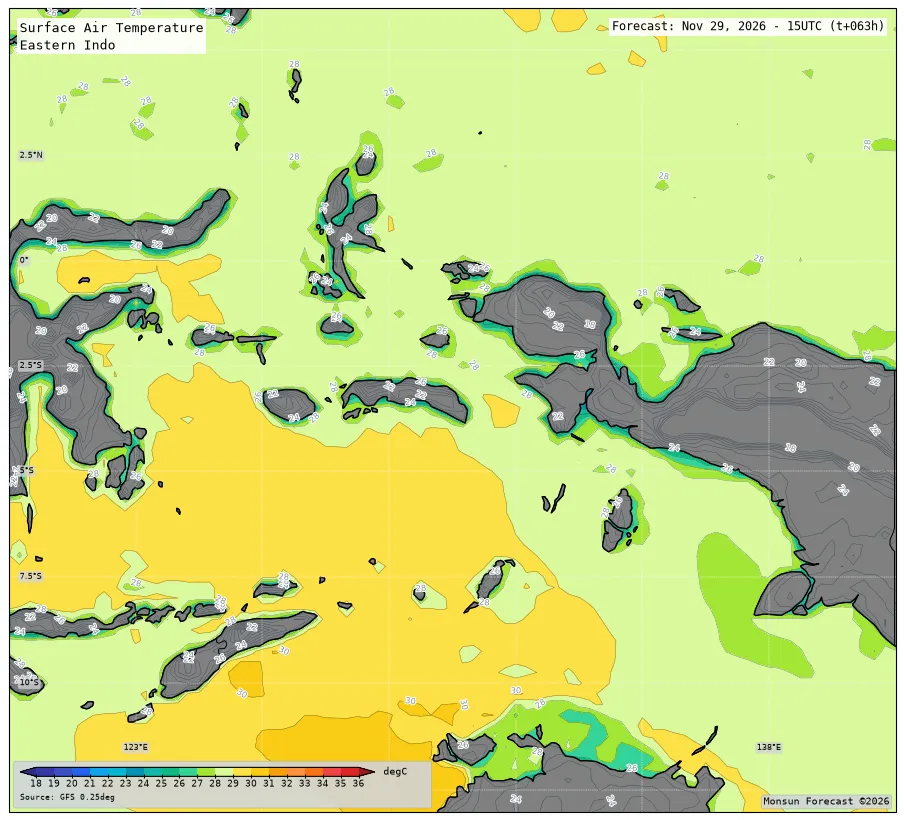 Surface Air Temperature
Eastern Indo
Forecast: Nov 29, 2026 - 15UTC (t+063h)
2.5°N
0°
2.5°S
5°S
7.5°S
10°S
123°E
138°E
degC
18 19 20 21 22 23 24 25 26 27 28 29 30 31 32 33 34 35 36
Source: GFS 0.25deg
Monsun Forecast ©2026